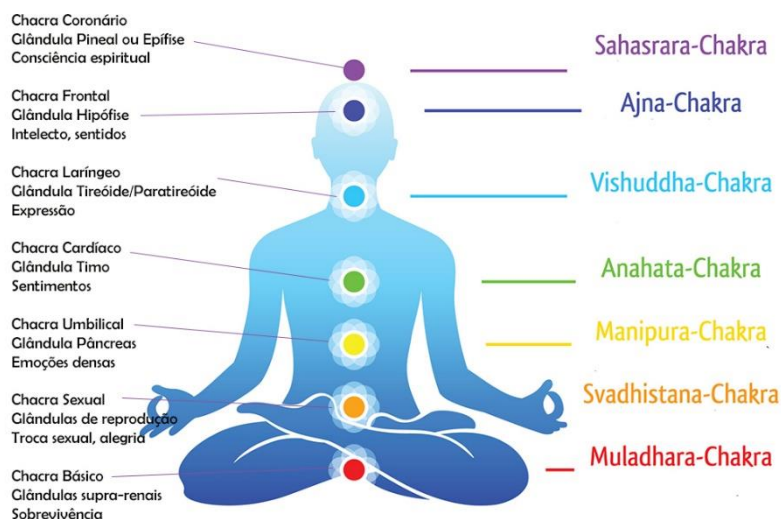 Chacra Coronário
Glândula Pineal ou Epífise
Consciência espiritual
Sahasrara-Chakra
Chacra Frontal
Glândula Hipófise
Intelecto, sentidos
Ajna-Chakra
Chacra Laríngeo
Glândula Tireóide/Paratireóide
Expressão
Vishuddha-Chakra
Chacra Cardíaco
Glândula Timo
Sentimentos
Anahata-Chakra
Chacra Umbilical
Glândula Pâncreas
Emoções densas
Manipura-Chakra
Chacra Sexual
Glândulas de reprodução
Troca sexual, alegria
Svadhistana-Chakra
Chacra Básico
Glândulas supra-renais
Sobrevivência
Muladhara-Chakra